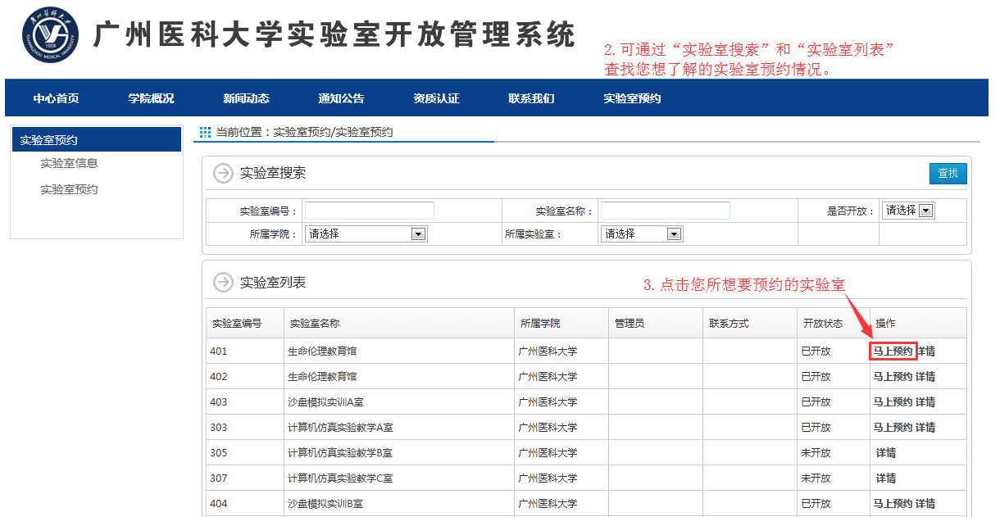 广州医科大学
GUANGZHOU MEDICAL UNIVERSITY
1958
广州医科大学实验室开放管理系统
2.可通过“实验室搜索”和“实验室列表”
查找您想了解的实验室预约情况。
中心首页 学院概况 新闻动态 通知公告 资质认证 联系我们 实验室预约
实验室预约
实验室信息
实验室预约
当前位置：实验室预约/实验室预约
实验室搜索 查找
实验室编号： 实验室名称： 是否开放： 请选择
所属学院： 请选择 所属实验室： 请选择
实验室列表
3.点击您所想要预约的实验室
实验室编号 实验室名称 所属学院 管理员 联系方式 开放状态 操作
401 生命伦理教育馆 广州医科大学 已开放 马上预约 详情
402 生命伦理教育馆 广州医科大学 已开放 马上预约 详情
403 沙盘模拟实训A室 广州医科大学 已开放 马上预约 详情
303 计算机仿真实验教学A室 广州医科大学 已开放 马上预约 详情
305 计算机仿真实验教学B室 广州医科大学 未开放 详情
307 计算机仿真实验教学C室 广州医科大学 未开放 详情
404 沙盘模拟实训B室 广州医科大学 已开放 马上预约 详情